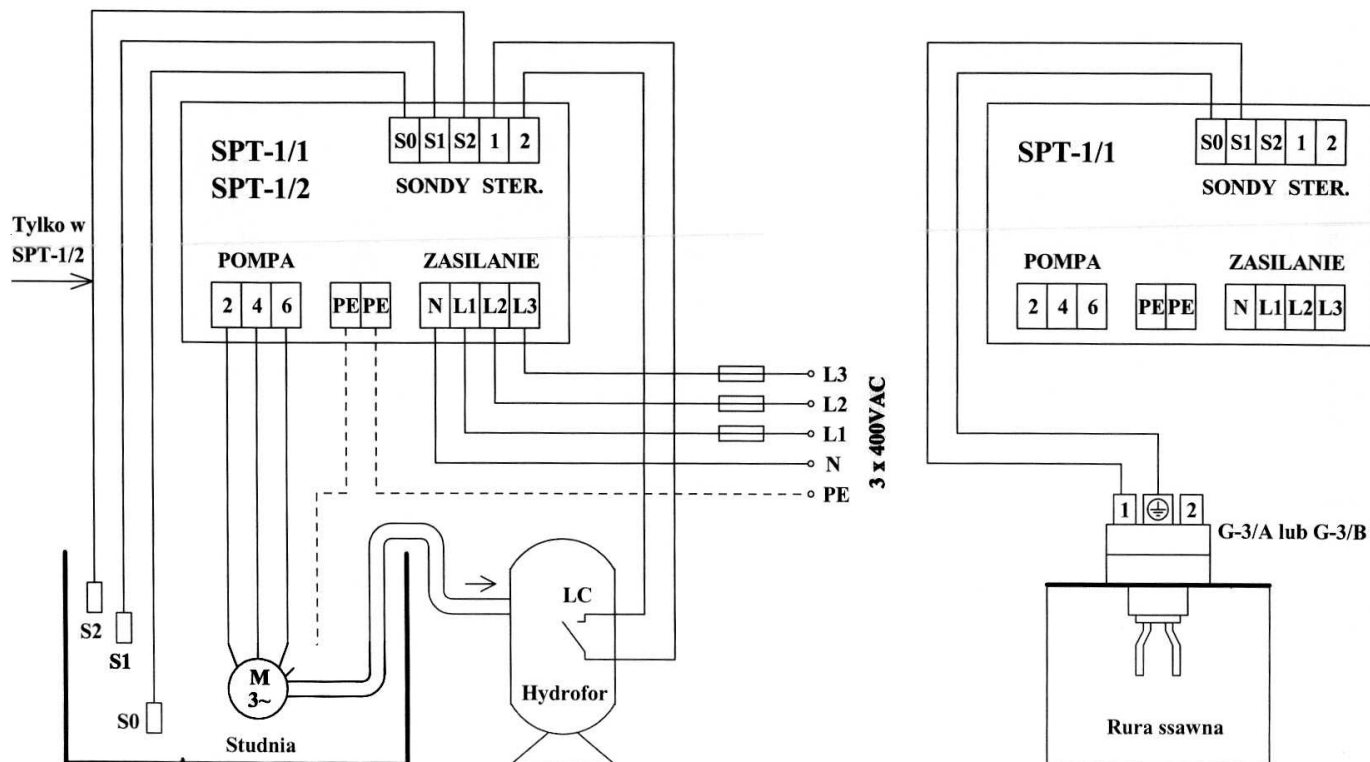 S0 S1 S2 1 2
SPT-1/1
SPT-1/2
SONDY STER.
Tylko w
SPT-1/2
POMPA ZASILANIE
2 4 6 PE PE N L1 L2 L3
L3
L2
L1
N
PE
3 x 400VAC
S2
S1
S0
M
3~
Studnia
LC
Hydrofor
S0 S1 S2 1 2
SPT-1/1
SONDY STER.
POMPA ZASILANIE
2 4 6 PE PE N L1 L2 L3
1 2
G-3/A lub G-3/B
Rura ssawna